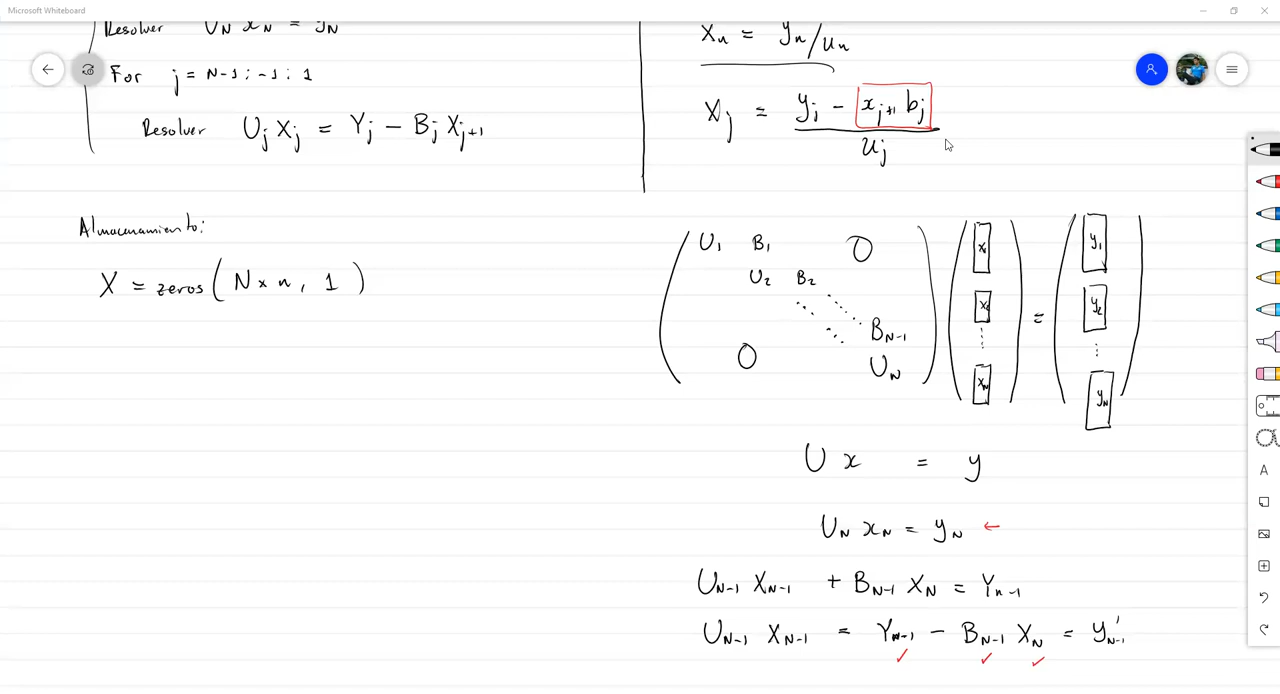 Microsoft Whiteboard
Resolver U_N x_N = y_N
For j = N-1 : -1 : 1
Resolver U_j X_j = Y_j - B_j X_{j+1}
Almacenamiento:
X = zeros ( N × n , 1 )
X_n = y_n / u_n
X_j = y_j - x_{j+1} b_j
u_j
U_1 B_1 0 x_1 y_1
U_2 B_2 x_2 y_2
=
B_{N-1}
0 U_N x_N y_N
U x = y
U_N x_N = y_N ←
U_{N-1} X_{N-1} + B_{N-1} X_N = Y_{n-1}
U_{N-1} X_{N-1} = Y_{N-1} - B_{N-1} X_N = y'_{N-1}
A